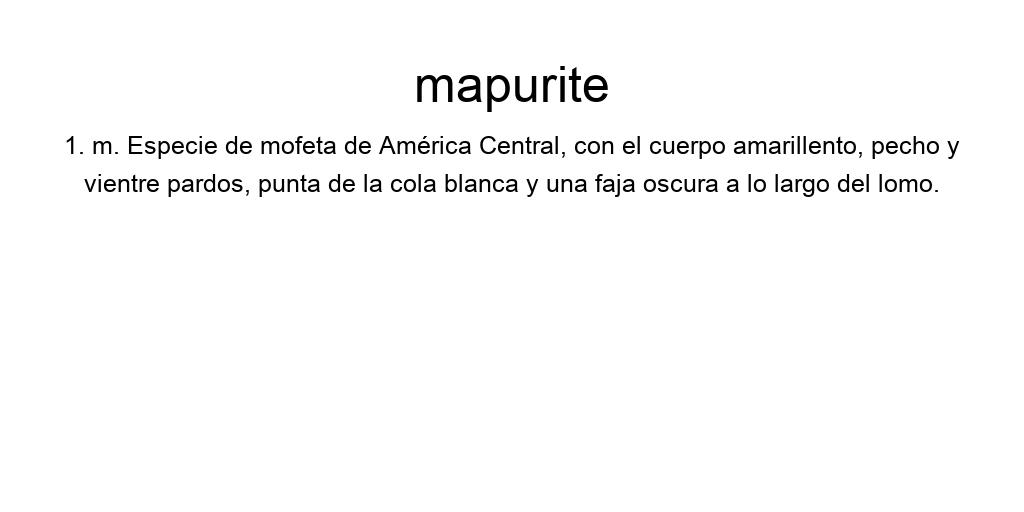 mapurite
1. m. Especie de mofeta de América Central, con el cuerpo amarillento, pecho y
vientre pardos, punta de la cola blanca y una faja oscura a lo largo del lomo.